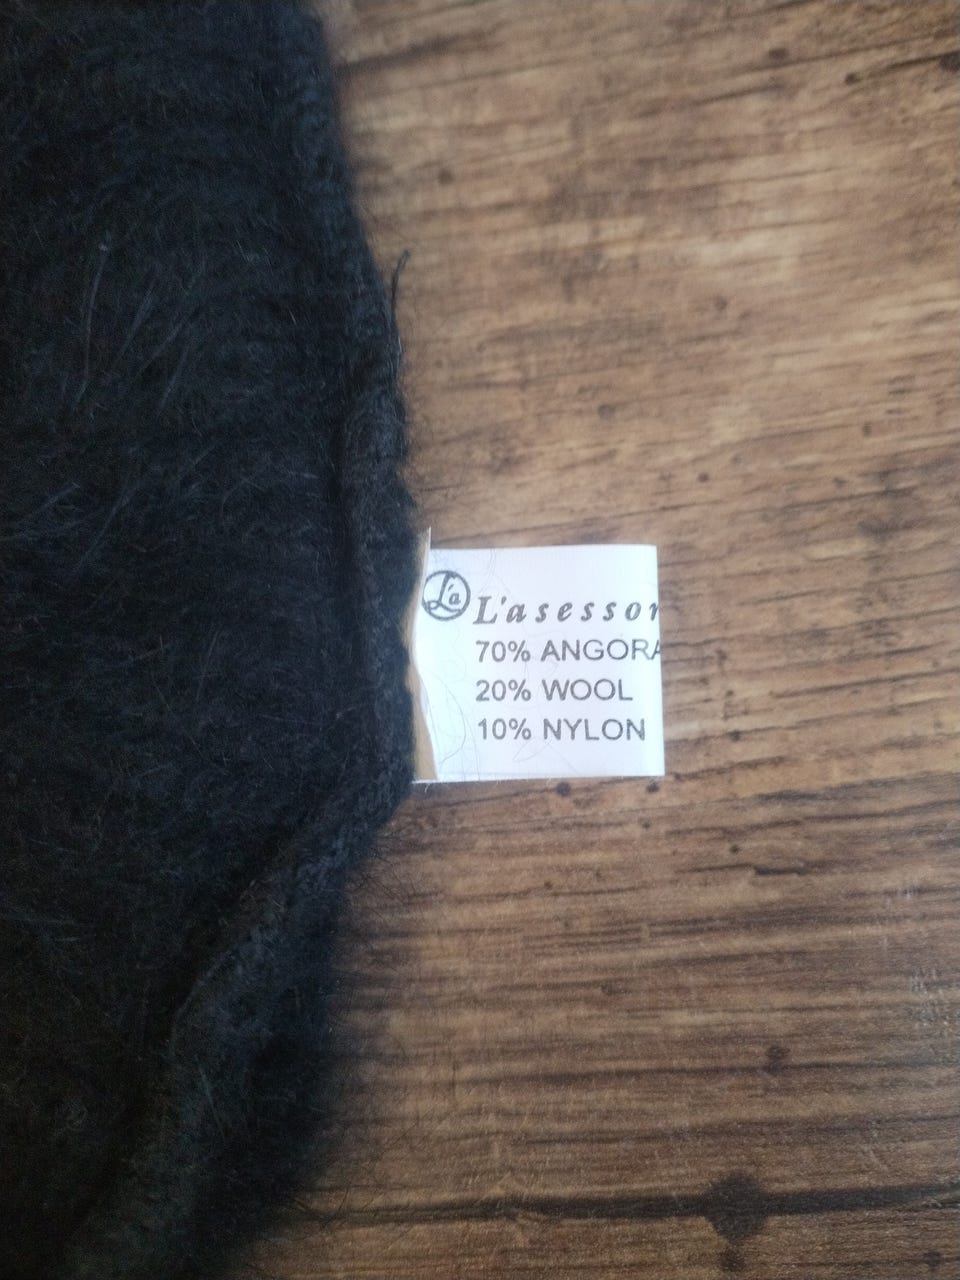 L'a
L'asessor
70% ANGORA
20% WOOL
10% NYLON